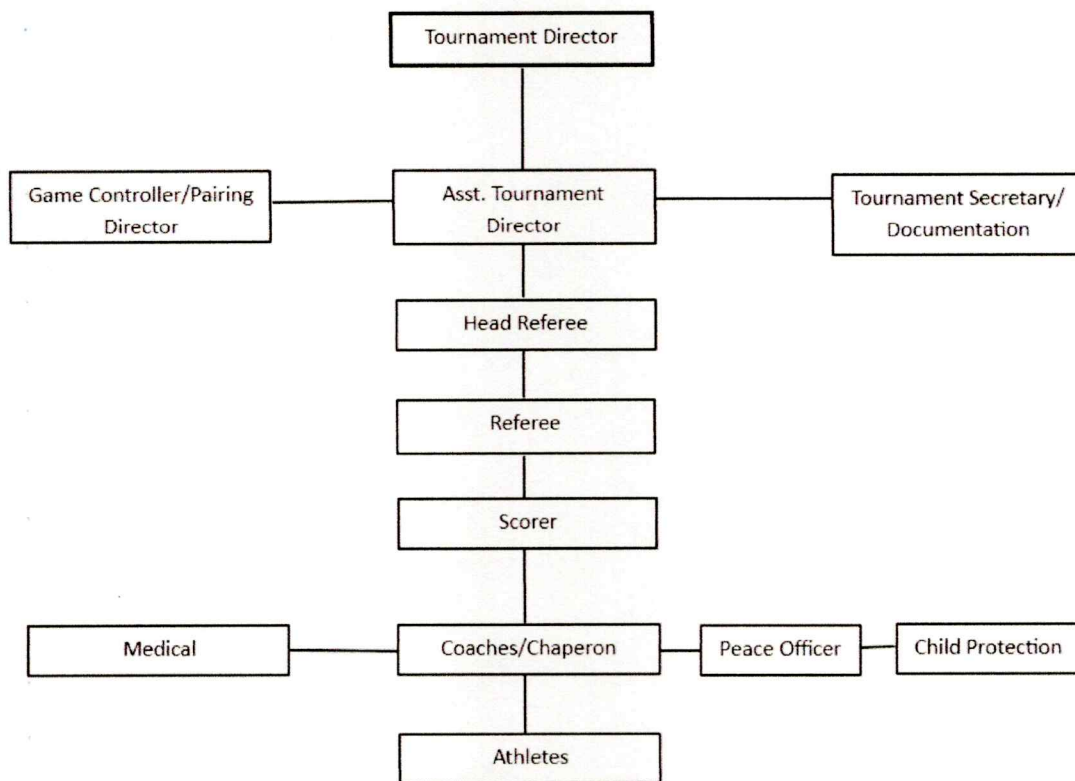 Tournament Director
Game Controller/Pairing
Director
Asst. Tournament
Director
Tournament Secretary/
Documentation
Head Referee
Referee
Scorer
Medical
Coaches/Chaperon
Peace Officer
Child Protection
Athletes